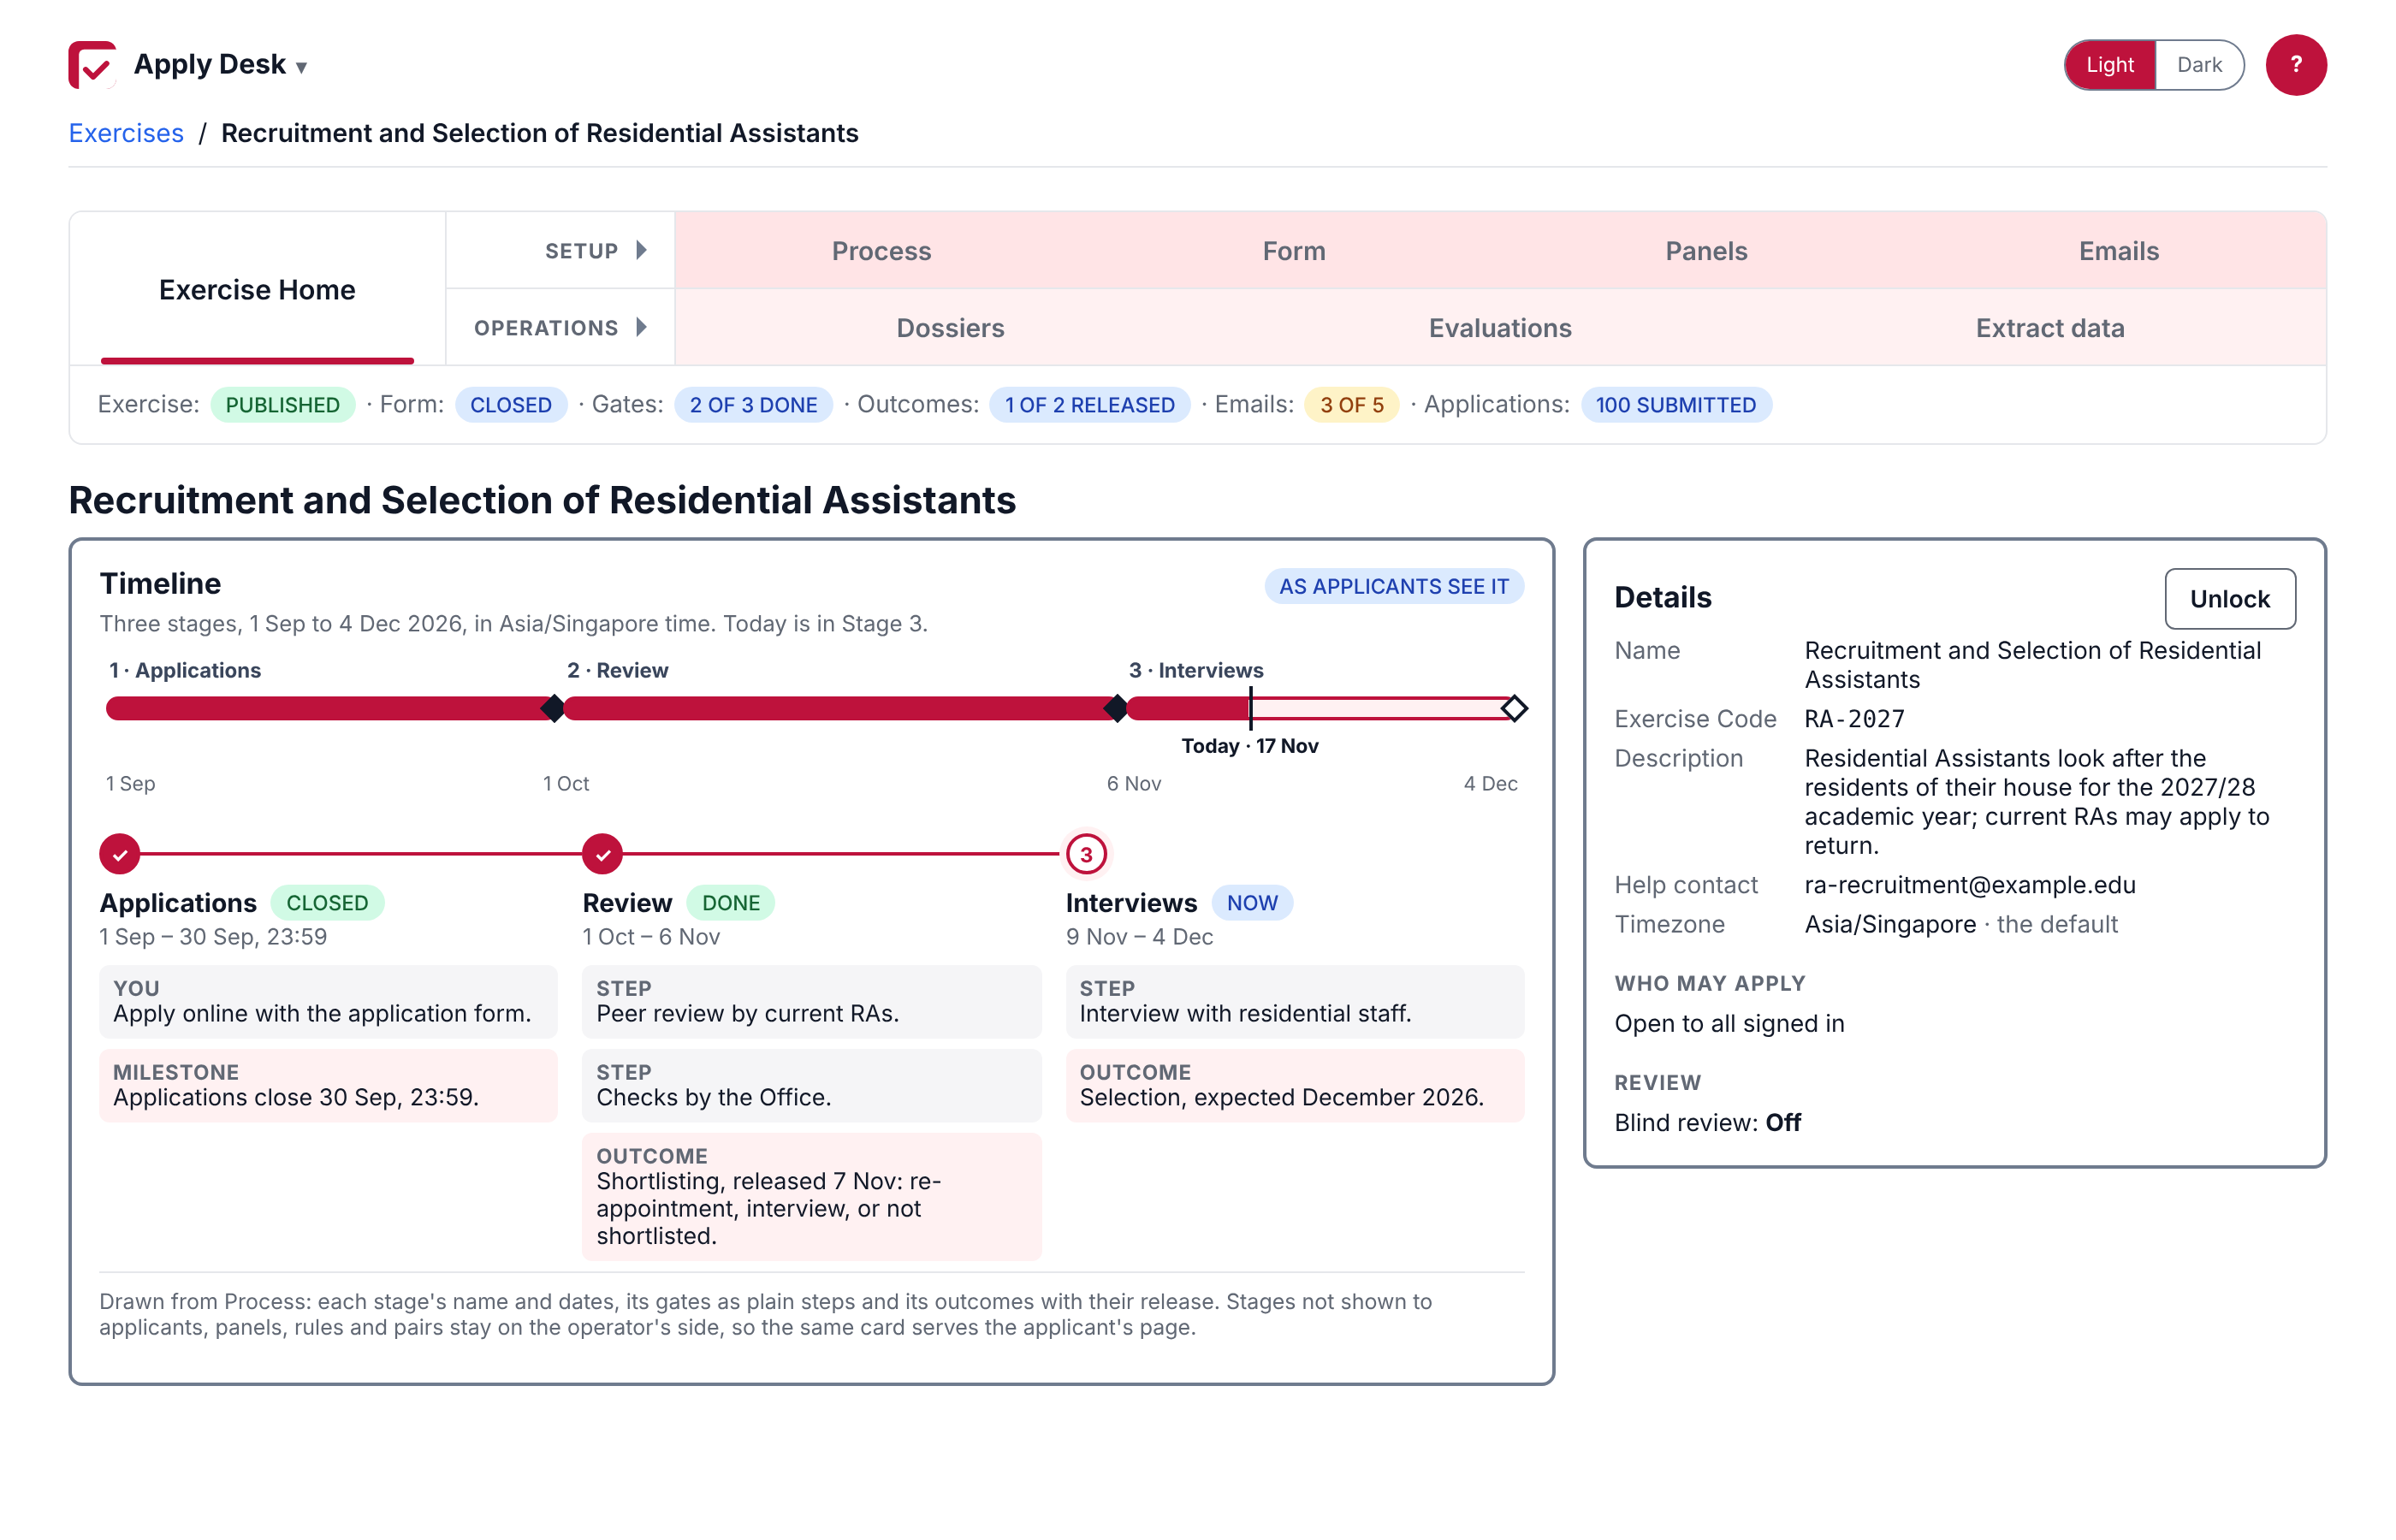 Apply Desk ▾
Light
Dark
?
Exercises / Recruitment and Selection of Residential Assistants
Exercise Home
SETUP
Process
Form
Panels
Emails
OPERATIONS
Dossiers
Evaluations
Extract data
Exercise: PUBLISHED · Form: CLOSED · Gates: 2 OF 3 DONE · Outcomes: 1 OF 2 RELEASED · Emails: 3 OF 5 · Applications: 100 SUBMITTED
Recruitment and Selection of Residential Assistants
Timeline
AS APPLICANTS SEE IT
Three stages, 1 Sep to 4 Dec 2026, in Asia/Singapore time. Today is in Stage 3.
1 · Applications
2 · Review
3 · Interviews
Today · 17 Nov
1 Sep
1 Oct
6 Nov
4 Dec
3
Applications CLOSED
1 Sep – 30 Sep, 23:59
YOU
Apply online with the application form.
MILESTONE
Applications close 30 Sep, 23:59.
Review DONE
1 Oct – 6 Nov
STEP
Peer review by current RAs.
STEP
Checks by the Office.
OUTCOME
Shortlisting, released 7 Nov: re-
appointment, interview, or not
shortlisted.
Interviews NOW
9 Nov – 4 Dec
STEP
Interview with residential staff.
OUTCOME
Selection, expected December 2026.
Drawn from Process: each stage's name and dates, its gates as plain steps and its outcomes with their release. Stages not shown to
applicants, panels, rules and pairs stay on the operator's side, so the same card serves the applicant's page.
Details
Unlock
Name
Recruitment and Selection of Residential
Assistants
Exercise Code
RA-2027
Description
Residential Assistants look after the
residents of their house for the 2027/28
academic year; current RAs may apply to
return.
Help contact
ra-recruitment@example.edu
Timezone
Asia/Singapore · the default
WHO MAY APPLY
Open to all signed in
REVIEW
Blind review: Off